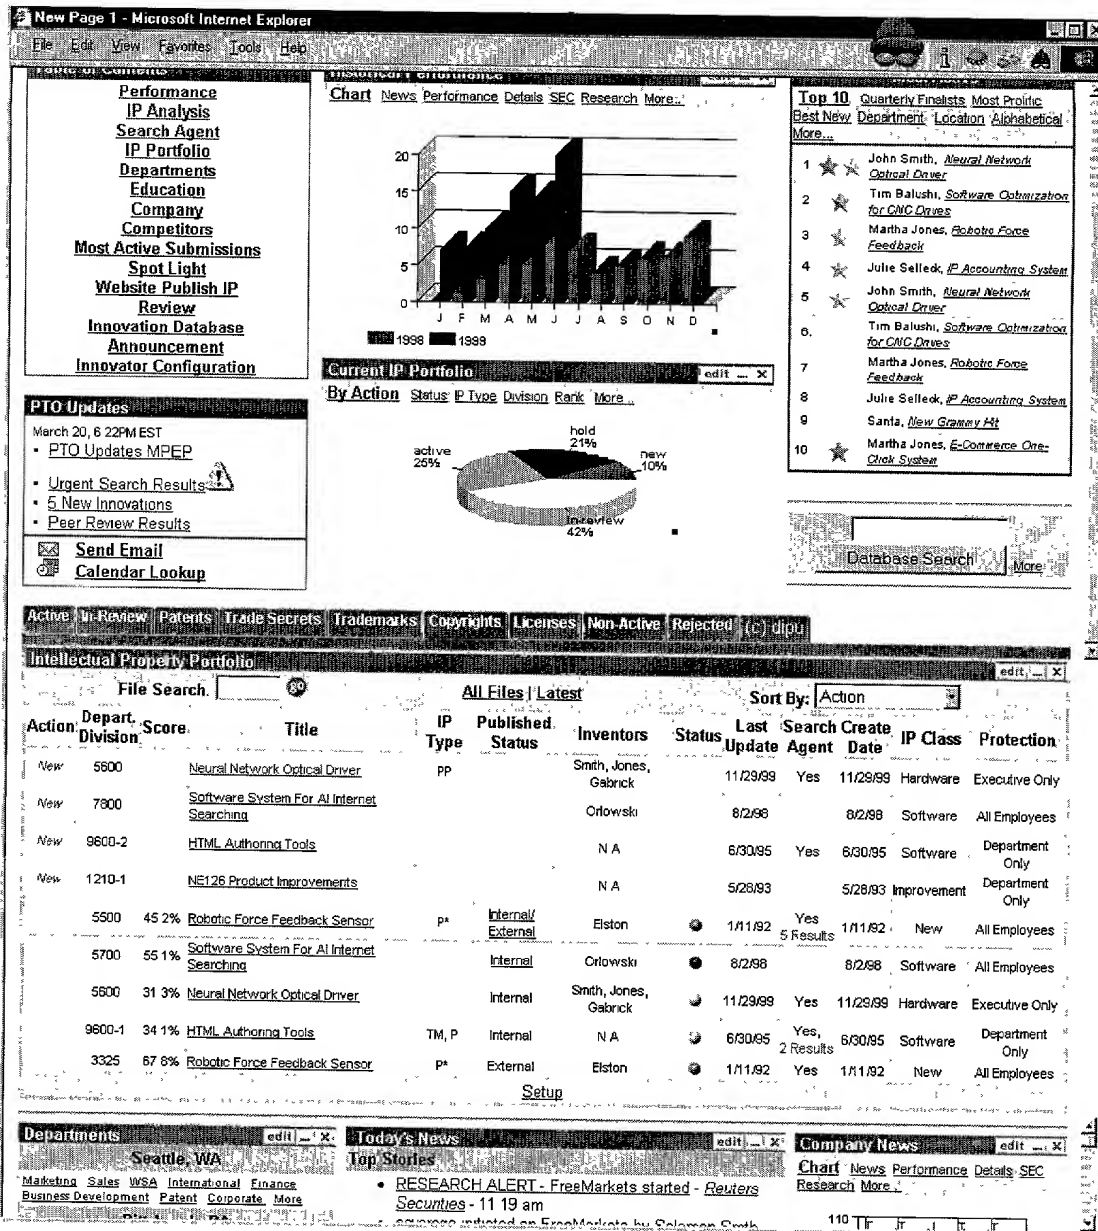 New Page 1 - Microsoft Internet Explorer
File Edit View Favorites Tools Help
Table of Contents
Performance
IP Analysis
Search Agent
IP Portfolio
Departments
Education
Company
Competitors
Most Active Submissions
Spot Light
Website Publish IP
Review
Innovation Database
Announcement
Innovator Configuration
PTO Updates
March 20, 6 22PM EST
PTO Updates MPEP
Urgent Search Results
5 New Innovations
Peer Review Results
Send Email
Calendar Lookup
Historical Performance
Chart News Performance Details SEC Research More...
20
15
10
5
0
J F M A M J J A S O N D
1998 1999
Current IP Portfolio edit ... X
By Action Status IP Type Division Rank More...
hold
21%
active
25%
new
10%
In-review
42%
Top 10 Quarterly Finalists Most Prolific
Best New Department Location Alphabetical
More...
1 John Smith, Neural Network
Optical Driver
2 Tim Balushi, Software Optimization
for CNC Drives
3 Martha Jones, Robotic Force
Feedback
4 Julie Selleck, IP Accounting System
5 John Smith, Neural Network
Optical Driver
6. Tim Balushi, Software Optimization
for CNC Drives
7 Martha Jones, Robotic Force
Feedback
8 Julie Selleck, IP Accounting System
9 Santa, New Grammy Hit
10 Martha Jones, E-Commerce One-
Click System
Database Search More
Active In-Review Patents Trade Secrets Trademarks Copyrights Licenses Non-Active Rejected (c) dipu
Intellectual Property Portfolio edit ... X
File Search. go All Files | Latest Sort By: Action
Action Depart. Division Score Title IP Type Published Status Inventors Status Last Update Search Agent Create Date IP Class Protection
New 5600 Neural Network Optical Driver PP Smith, Jones, Gabrick 11/29/99 Yes 11/29/99 Hardware Executive Only
New 7800 Software System For AI Internet Searching Orlowski 8/2/98 8/2/98 Software All Employees
New 9600-2 HTML Authoring Tools N A 6/30/95 Yes 6/30/95 Software Department Only
New 1210-1 NE126 Product Improvements N A 5/28/93 5/28/93 Improvement Department Only
5500 45 2% Robotic Force Feedback Sensor P* Internal/ External Elston 1/11/92 Yes 5 Results 1/11/92 New All Employees
5700 55 1% Software System For AI Internet Searching Internal Orlowski 8/2/98 8/2/98 Software All Employees
5600 31 3% Neural Network Optical Driver Internal Smith, Jones, Gabrick 11/29/99 Yes 11/29/99 Hardware Executive Only
9600-1 34 1% HTML Authoring Tools TM, P Internal N A 6/30/95 Yes, 2 Results 6/30/95 Software Department Only
3325 67 8% Robotic Force Feedback Sensor P* External Elston 1/11/92 Yes 1/11/92 New All Employees
Setup
Departments edit ... X
Seattle, WA
Marketing Sales WSA International Finance
Business Development Patent Corporate More
Today's News edit ... X
Top Stories
RESEARCH ALERT - FreeMarkets started - Reuters
Securities - 11 19 am
coverage initiated on FreeMarkets by Salomon Smith
Company News edit ... X
Chart News Performance Details SEC
Research More
110